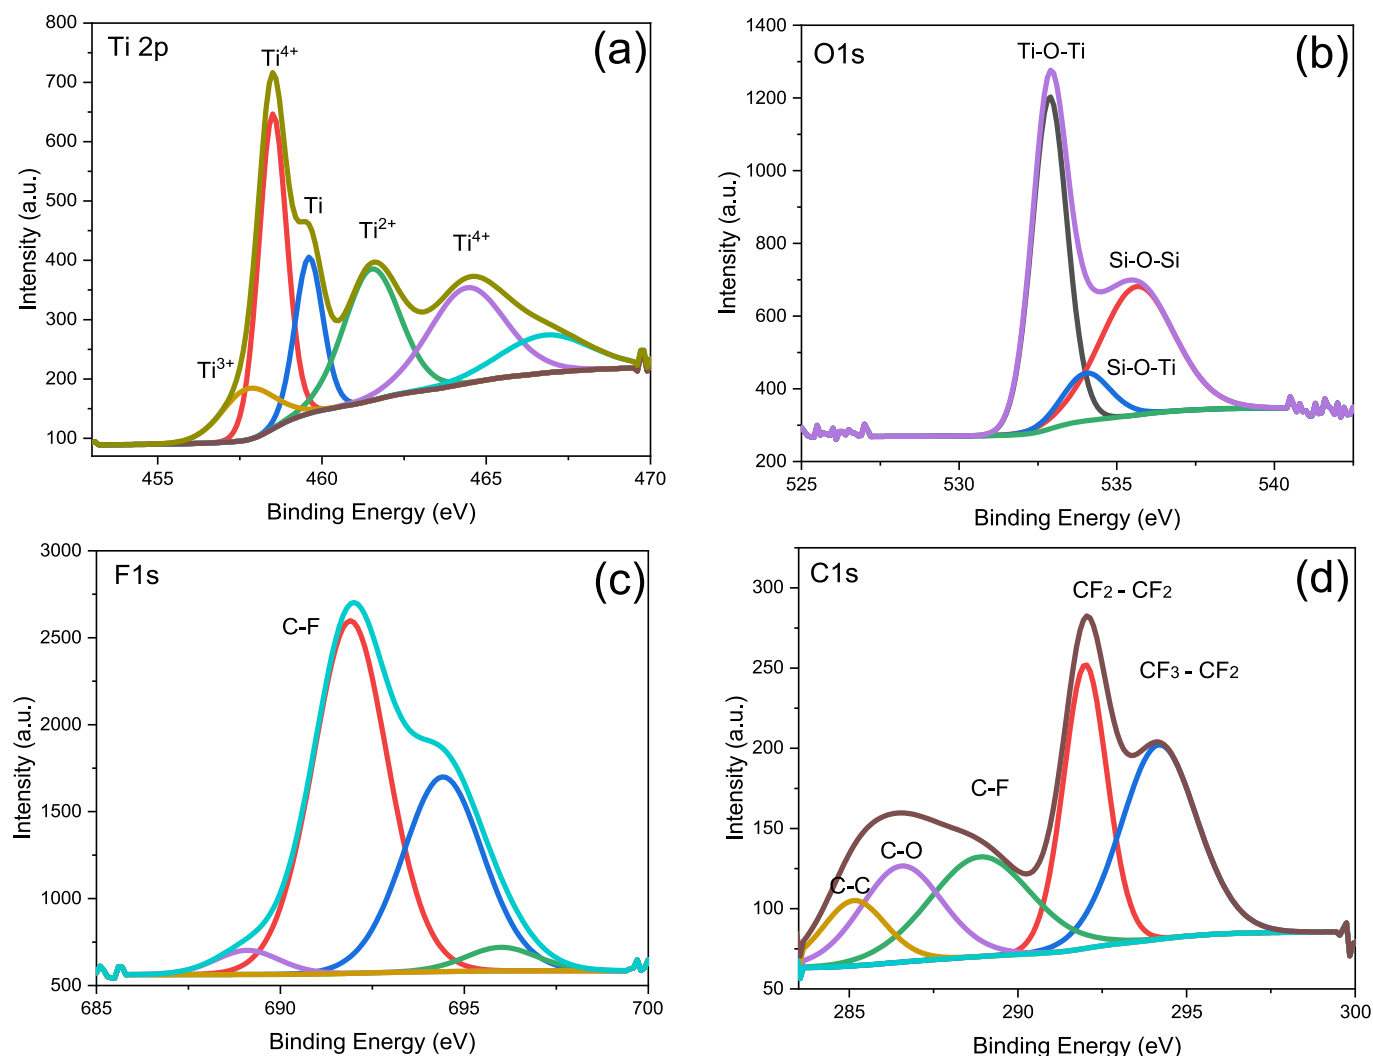 Ti 2p
(a)
Ti4+
Ti
Ti2+
Ti4+
Ti3+
800
700
600
500
400
300
200
100
Intensity (a.u.)
455
460
465
470
Binding Energy (eV)
O1s
(b)
Ti-O-Ti
Si-O-Si
Si-O-Ti
1400
1200
1000
800
600
400
200
Intensity (a.u.)
525
530
535
540
Binding Energy (eV)
F1s
(c)
C-F
3000
2500
2000
1500
1000
500
Intensity (a.u.)
685
690
695
700
Binding Energy (eV)
C1s
(d)
CF2 - CF2
CF3 - CF2
C-F
C-O
C-C
300
250
200
150
100
50
Intensity (a.u.)
285
290
295
300
Binding Energy (eV)